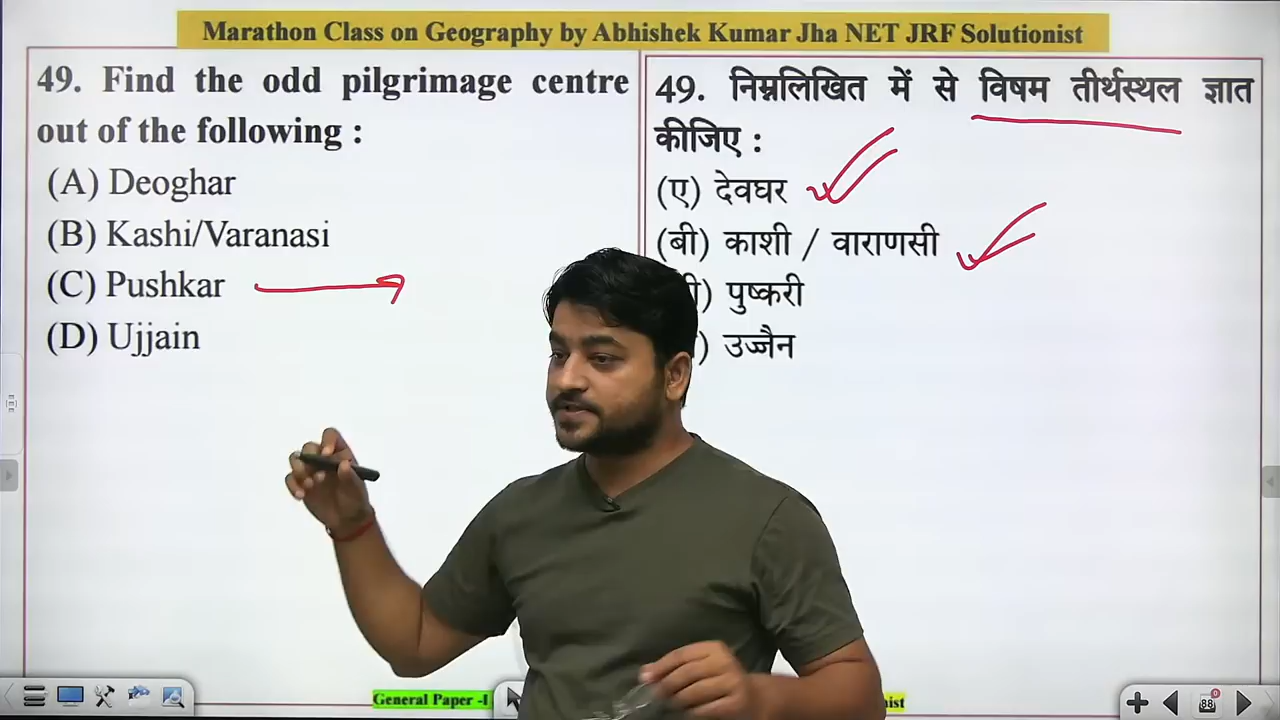 Marathon Class on Geography by Abhishek Kumar Jha NET JRF Solutionist
49. Find the odd pilgrimage centre
out of the following :
(A) Deoghar
(B) Kashi/Varanasi
(C) Pushkar
(D) Ujjain
49. निम्नलिखित में से विषम तीर्थस्थल ज्ञात
कीजिए :
(ए) देवघर
(बी) काशी / वाराणसी
) पुष्करी
) उज्जैन
General Paper -I
88